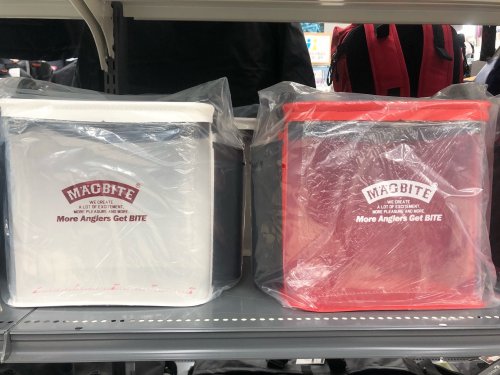 MAGBITE
WE CREATE
A LOT OF EXCITEMENT,
MORE PLEASURE, AND MORE.
More Anglers Get BITE
MAGBITE
WE CREATE
A LOT OF EXCITEMENT,
MORE PLEASURE, AND MORE.
More Anglers Get BITE